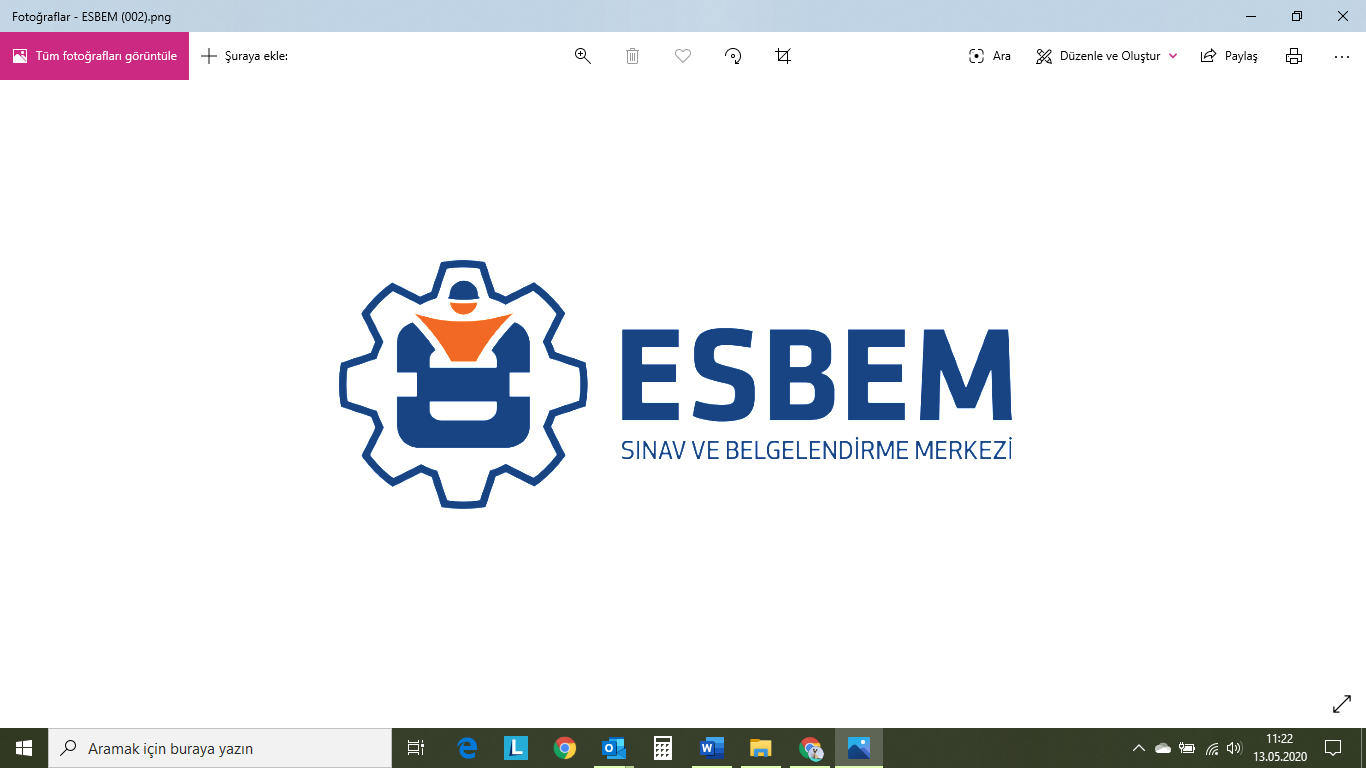 Fotoğraflar - ESBEM (002).png
Tüm fotoğrafları görüntüle
Şuraya ekle:
Ara
Düzenle ve Oluştur
Paylaş
ESBEM
SINAV VE BELGELENDİRME MERKEZİ
Aramak için buraya yazın
11:22
13.05.2020